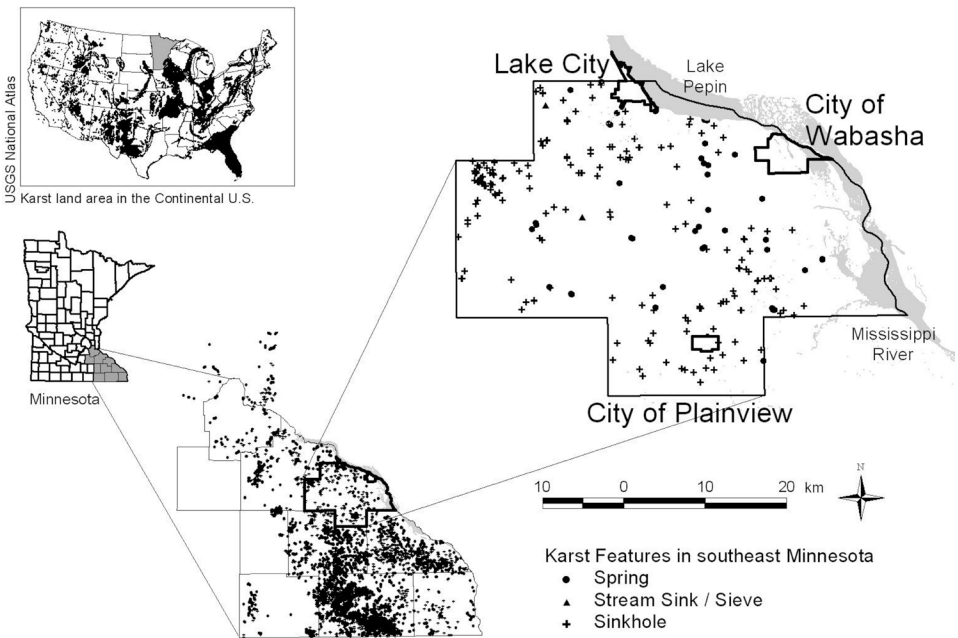 USGS National Atlas
Karst land area in the Continental U.S.
Lake City
Lake
Pepin
City of
Wabasha
Minnesota
Mississippi
River
City of Plainview
N
10 0 10 20 km
Karst Features in southeast Minnesota
Spring
Stream Sink / Sieve
Sinkhole